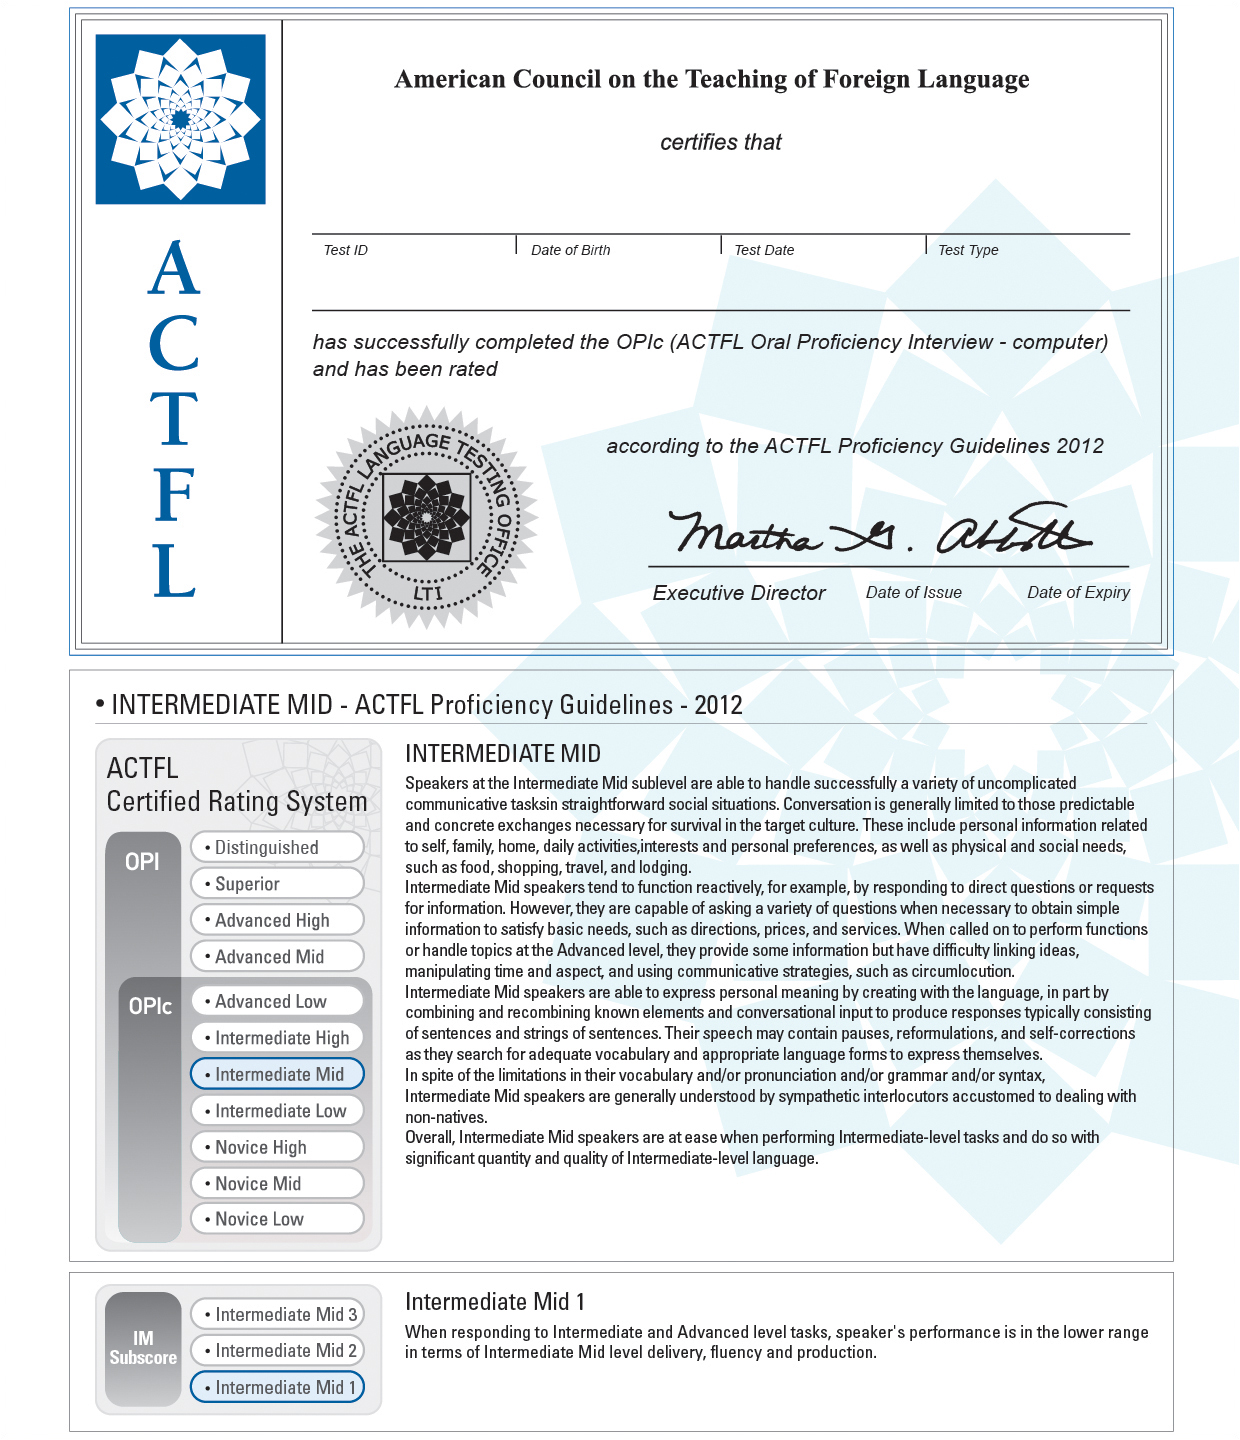 American Council on the Teaching of Foreign Language
certifies that
Test ID
Date of Birth
Test Date
Test Type
has successfully completed the OPIc (ACTFL Oral Proficiency Interview - computer)
and has been rated
according to the ACTFL Proficiency Guidelines 2012
A
C
T
F
L
THE ACTFL LANGUAGE TESTING OFFICE
LTI
Martha G. Abbott
Executive Director
Date of Issue
Date of Expiry
• INTERMEDIATE MID - ACTFL Proficiency Guidelines - 2012
ACTFL
Certified Rating System
OPI
• Distinguished
• Superior
• Advanced High
• Advanced Mid
OPIc
• Advanced Low
• Intermediate High
• Intermediate Mid
• Intermediate Low
• Novice High
• Novice Mid
• Novice Low
INTERMEDIATE MID
Speakers at the Intermediate Mid sublevel are able to handle successfully a variety of uncomplicated
communicative tasksin straightforward social situations. Conversation is generally limited to those predictable
and concrete exchanges necessary for survival in the target culture. These include personal information related
to self, family, home, daily activities,interests and personal preferences, as well as physical and social needs,
such as food, shopping, travel, and lodging.
Intermediate Mid speakers tend to function reactively, for example, by responding to direct questions or requests
for information. However, they are capable of asking a variety of questions when necessary to obtain simple
information to satisfy basic needs, such as directions, prices, and services. When called on to perform functions
or handle topics at the Advanced level, they provide some information but have difficulty linking ideas,
manipulating time and aspect, and using communicative strategies, such as circumlocution.
Intermediate Mid speakers are able to express personal meaning by creating with the language, in part by
combining and recombining known elements and conversational input to produce responses typically consisting
of sentences and strings of sentences. Their speech may contain pauses, reformulations, and self-corrections
as they search for adequate vocabulary and appropriate language forms to express themselves.
In spite of the limitations in their vocabulary and/or pronunciation and/or grammar and/or syntax,
Intermediate Mid speakers are generally understood by sympathetic interlocutors accustomed to dealing with
non-natives.
Overall, Intermediate Mid speakers are at ease when performing Intermediate-level tasks and do so with
significant quantity and quality of Intermediate-level language.
IM
Subscore
• Intermediate Mid 3
• Intermediate Mid 2
• Intermediate Mid 1
Intermediate Mid 1
When responding to Intermediate and Advanced level tasks, speaker's performance is in the lower range
in terms of Intermediate Mid level delivery, fluency and production.